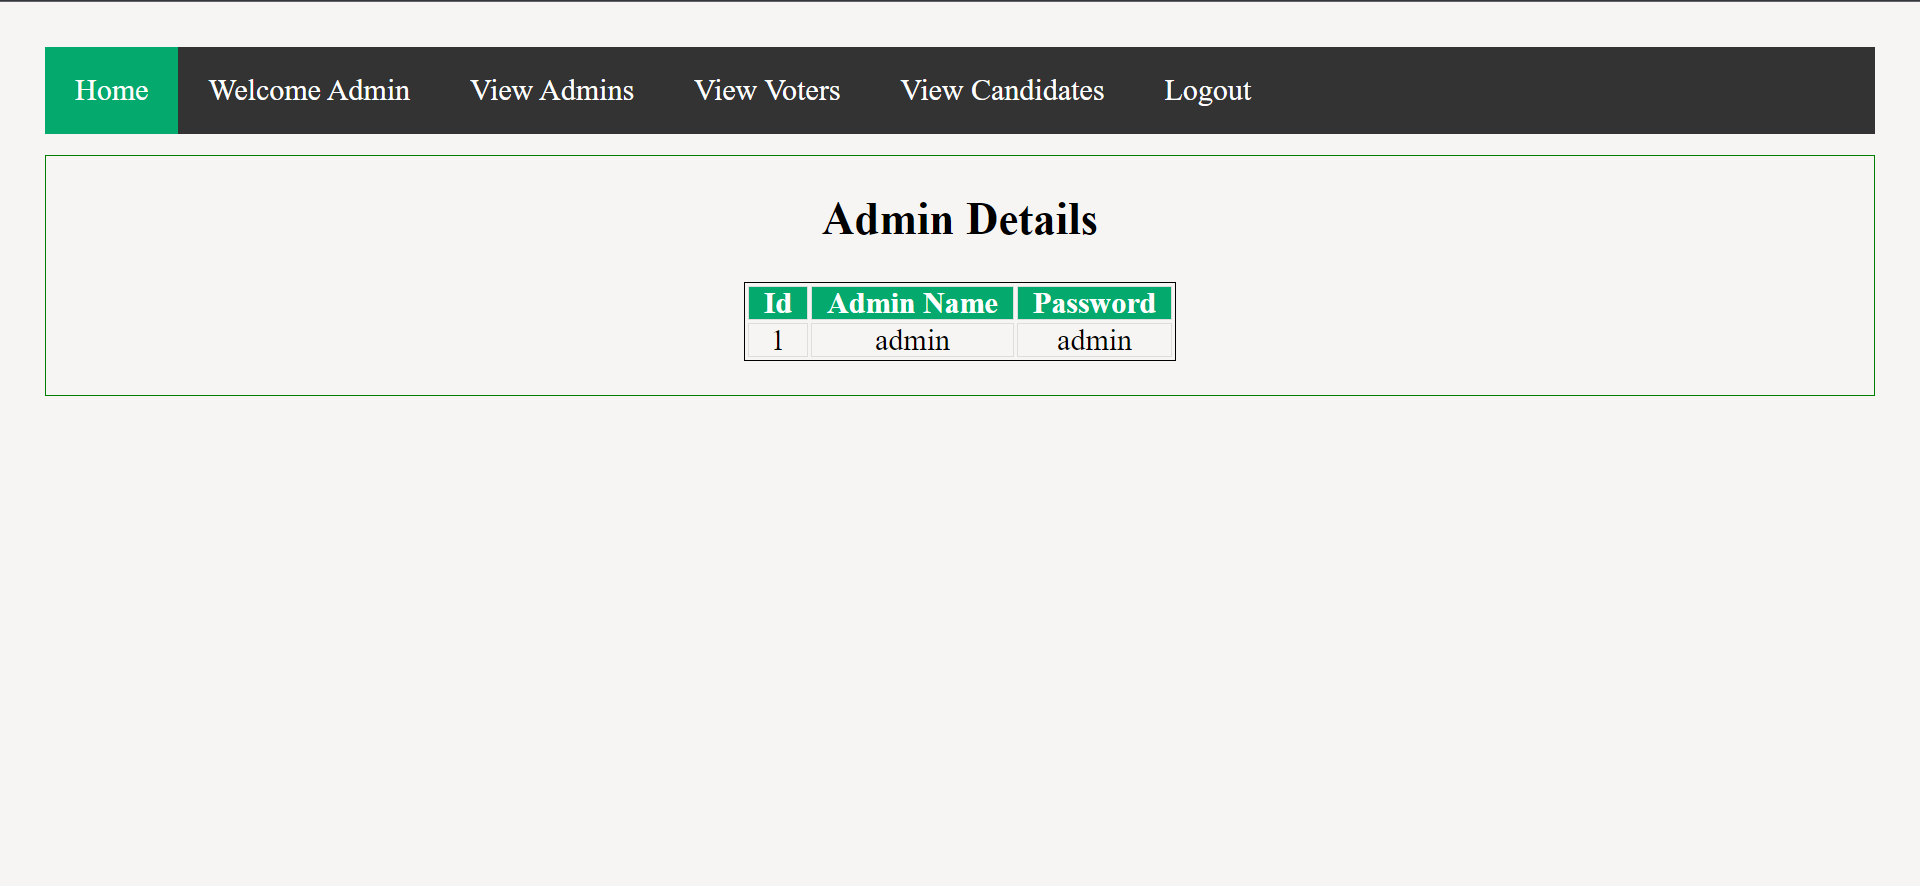 Home Welcome Admin View Admins View Voters View Candidates Logout
Admin Details
Id Admin Name Password
1 admin admin